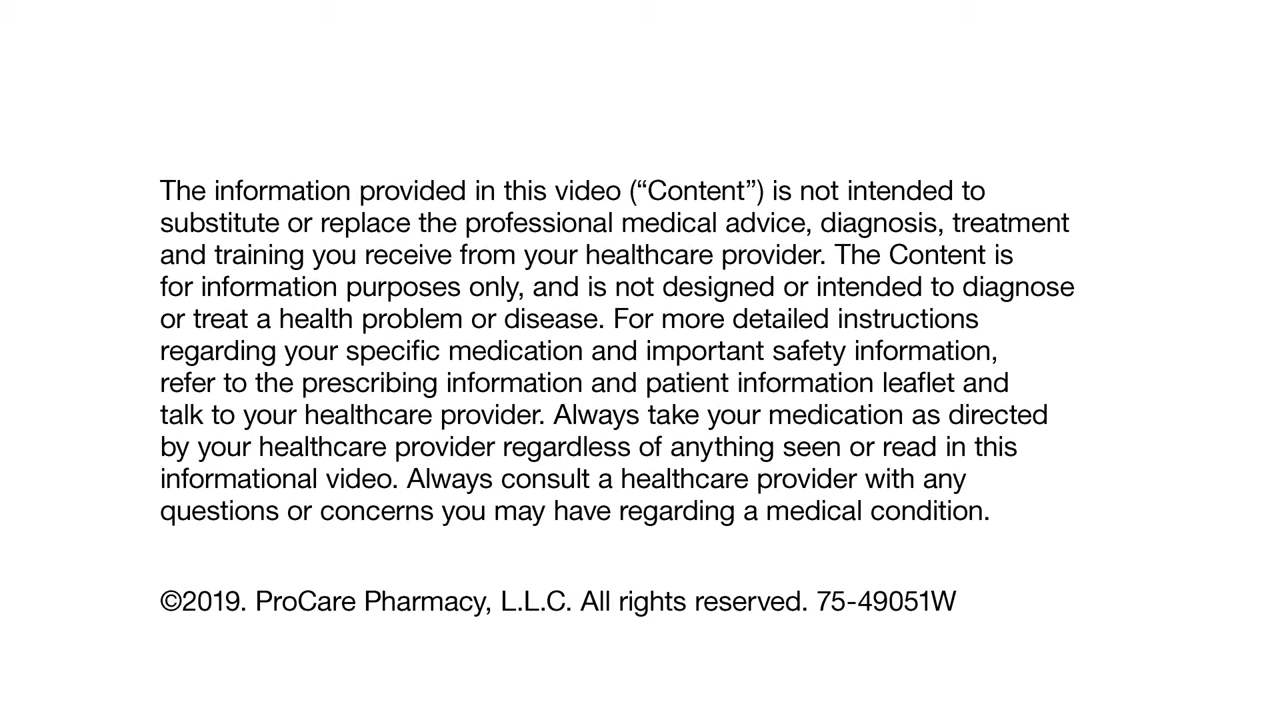 The information provided in this video (“Content”) is not intended to
substitute or replace the professional medical advice, diagnosis, treatment
and training you receive from your healthcare provider. The Content is
for information purposes only, and is not designed or intended to diagnose
or treat a health problem or disease. For more detailed instructions
regarding your specific medication and important safety information,
refer to the prescribing information and patient information leaflet and
talk to your healthcare provider. Always take your medication as directed
by your healthcare provider regardless of anything seen or read in this
informational video. Always consult a healthcare provider with any
questions or concerns you may have regarding a medical condition.
©2019. ProCare Pharmacy, L.L.C. All rights reserved. 75-49051W